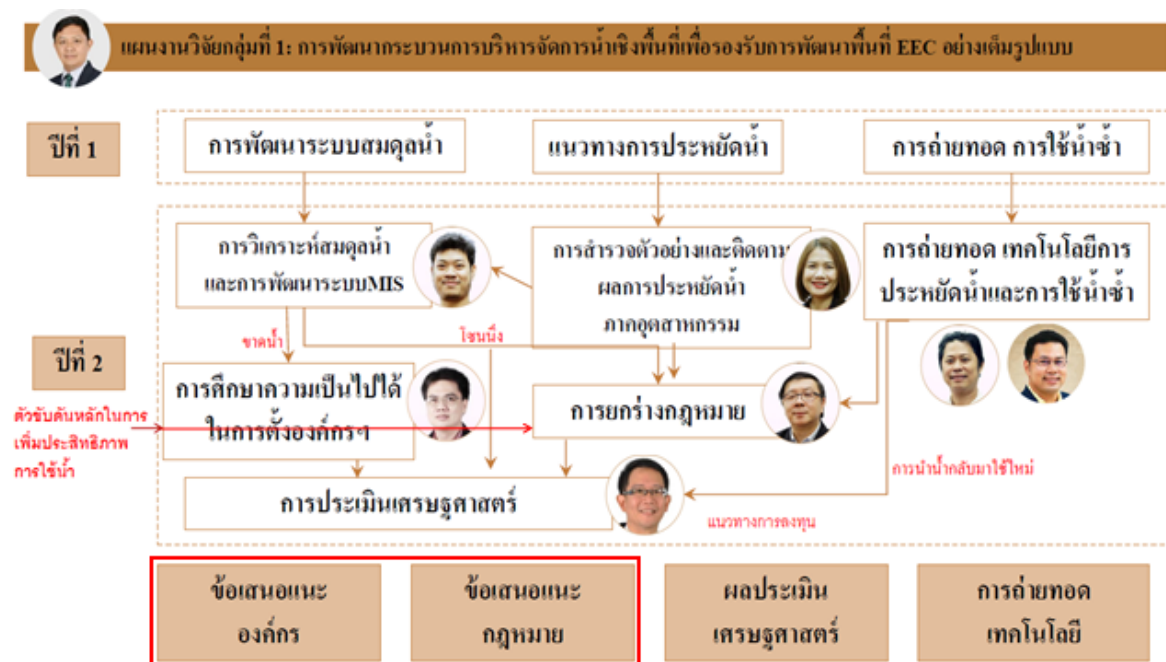 แผนงานวิจัยกลุ่มที่ 1: การพัฒนากระบวนการบริหารจัดการน้ำเชิงพื้นที่เพื่อรองรับการพัฒนาพื้นที่ EEC อย่างเต็มรูปแบบ
ปีที่ 1
การพัฒนาระบบสมดุลน้ำ
แนวทางการประหยัดน้ำ
การถ่ายทอด การใช้น้ำซ้ำ
การวิเคราะห์สมดุลน้ำ
และการพัฒนาระบบMIS
การสำรวจตัวอย่างและติดตาม
ผลการประหยัดน้ำ
ภาคอุตสาหกรรม
การถ่ายทอด เทคโนโลยีการ
ประหยัดน้ำและการใช้น้ำซ้ำ
ขาดน้ำ
โซนนิ่ง
ปีที่ 2
การศึกษาความเป็นไปได้
ในการตั้งองค์กรฯ
การยกร่างกฎหมาย
ตัวขับดันหลักในการ
เพิ่มประสิทธิภาพ
การใช้น้ำ
การนำน้ำกลับมาใช้ใหม่
การประเมินเศรษฐศาสตร์
แนวทางการลงทุน
ข้อเสนอแนะ
องค์กร
ข้อเสนอแนะ
กฎหมาย
ผลประเมิน
เศรษฐศาสตร์
การถ่ายทอด
เทคโนโลยี